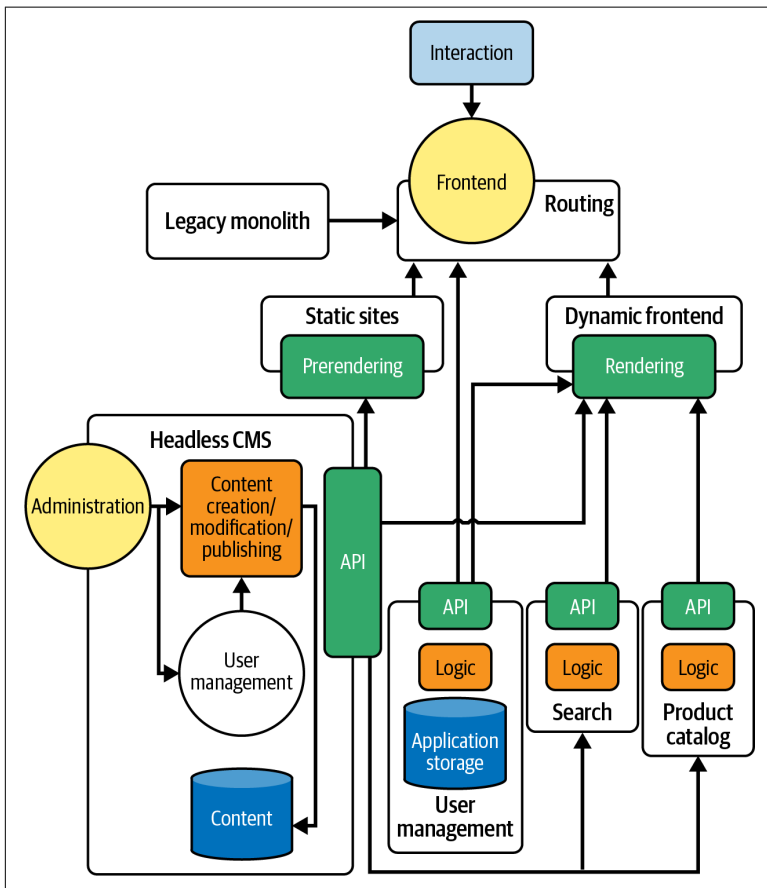 Interaction
Frontend
Routing
Legacy monolith
Static sites
Prerendering
Dynamic frontend
Rendering
Headless CMS
Administration
Content
creation/
modification/
publishing
API
User
management
Content
API
Logic
Application
storage
User
management
API
Logic
Search
API
Logic
Product
catalog